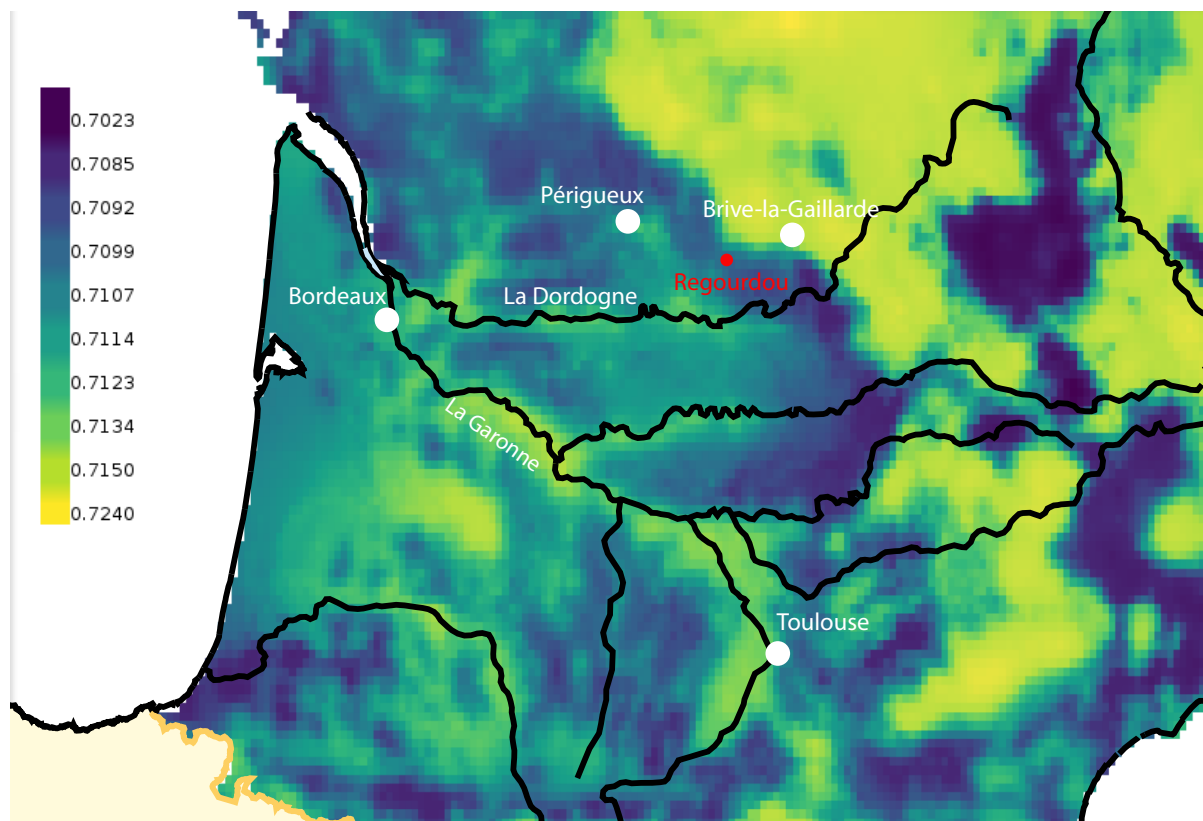 0.7023
0.7085
0.7092
0.7099
0.7107
0.7114
0.7123
0.7134
0.7150
0.7240
Périgueux
Brive-la-Gaillarde
Regourdou
Bordeaux
La Dordogne
La Garonne
Toulouse